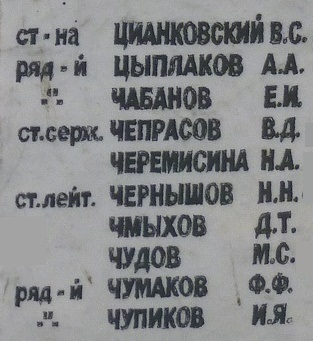 ст-на ЦИАНКОВСКИЙ В.С.
ряд-й ЦЫПЛАКОВ А.А.
-"- ЧАБАНОВ Е.И.
ст.серж. ЧЕПРАСОВ В.Д.
ЧЕРЕМИСИНА Н.А.
ст.лейт. ЧЕРНЫШОВ Н.Н.
ЧМЫХОВ Д.Т.
ЧУДОВ М.С.
ряд-й ЧУМАКОВ Ф.Ф.
-"- ЧУПИКОВ И.Я.